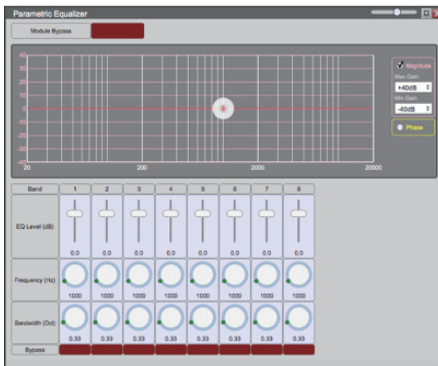 Parametric Equalizer
Module Bypass
40
30
20
10
0
-10
-20
-30
-40
20 200 2000 20000
Magnitude
Max Gain
+40dB
Min Gain
-40dB
Phase
Band 1 2 3 4 5 6 7 8
EQ Level (dB)
0.0 0.0 0.0 0.0 0.0 0.0 0.0 0.0
Frequency (Hz)
1000 1000 1000 1000 1000 1000 1000 1000
Bandwidth (Oct)
0.33 0.33 0.33 0.33 0.33 0.33 0.33 0.33
Bypass